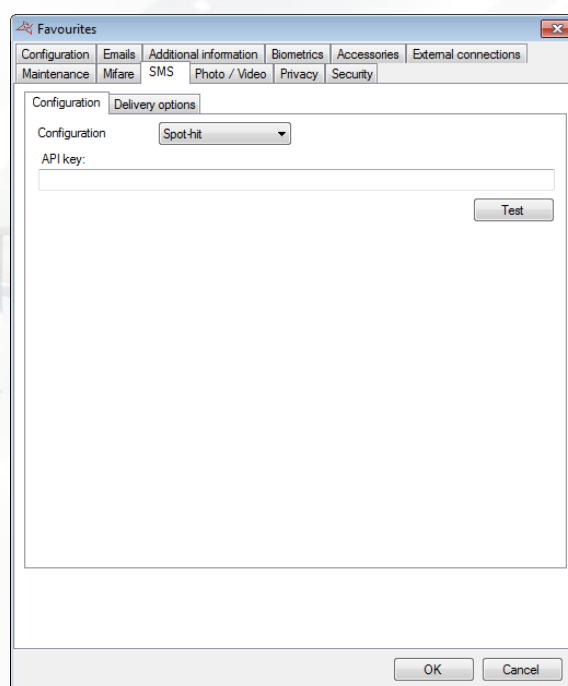 Favourites
Configuration Emails Additional information Biometrics Accessories External connections
Maintenance Mifare SMS Photo / Video Privacy Security
Configuration Delivery options
Configuration Spot-hit
API key:
Test
OK Cancel